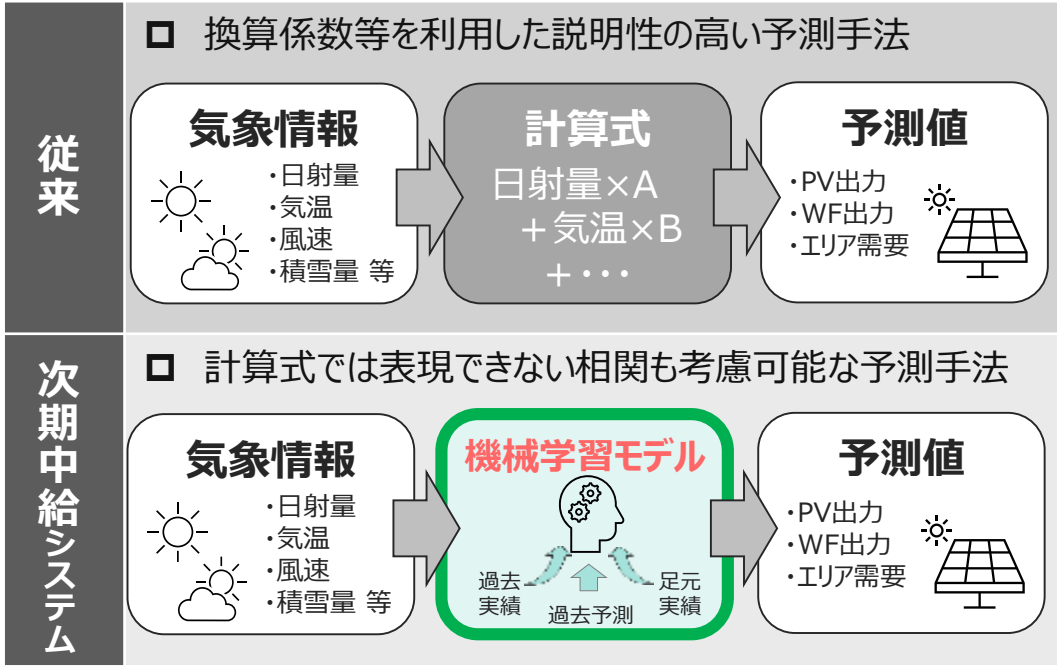 従来
□ 換算係数等を利用した説明性の高い予測手法
気象情報
・日射量
・気温
・風速
・積雪量 等
計算式
日射量×A
＋気温×B
＋・・・
予測値
・PV出力
・WF出力
・エリア需要
次期中給システム
□ 計算式では表現できない相関も考慮可能な予測手法
気象情報
・日射量
・気温
・風速
・積雪量 等
機械学習モデル
過去
実績
過去予測
足元
実績
予測値
・PV出力
・WF出力
・エリア需要